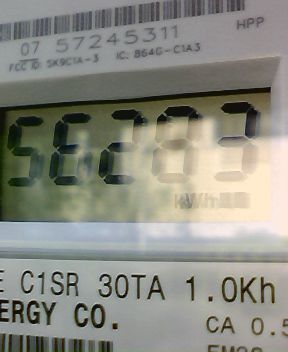 HPP
07 57245311
FCC ID: SK9C1A-3 IC: 864G-C1A3
kWh
E C1SR 30TA 1.0Kh
ERGY CO.
CA 0.5